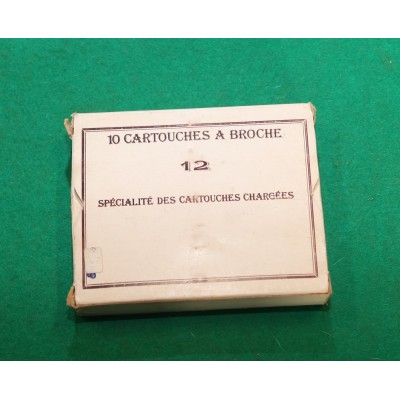 10 CARTOUCHES A BROCHE
12
SPÉCIALITÉ DES CARTOUCHES CHARGÉES